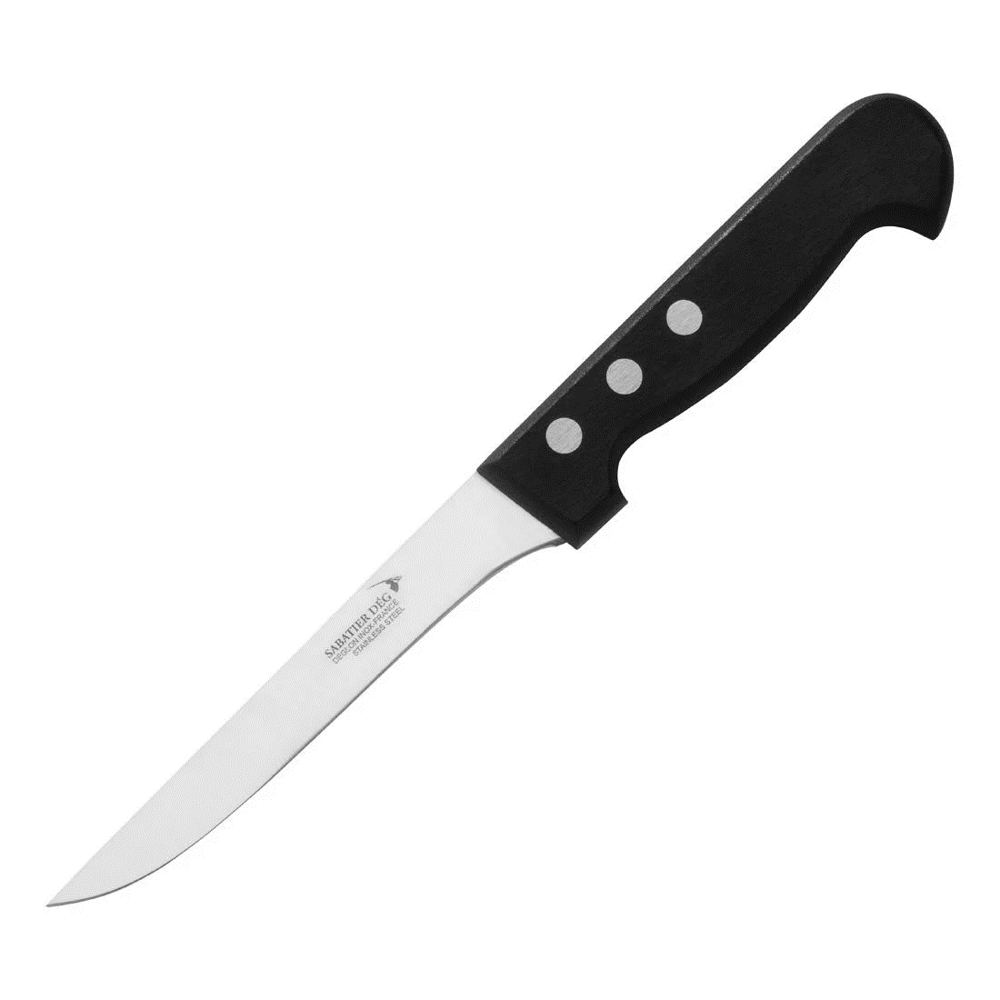 SABATIER DÉG
DEGLON INOX-FRANCE
STAINLESS STEEL